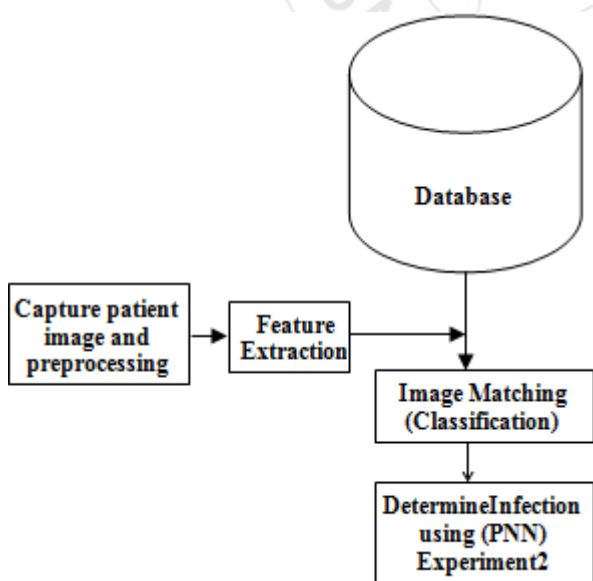 Database
Capture patient
image and
preprocessing
Feature
Extraction
Image Matching
(Classification)
DetermineInfection
using (PNN)
Experiment2